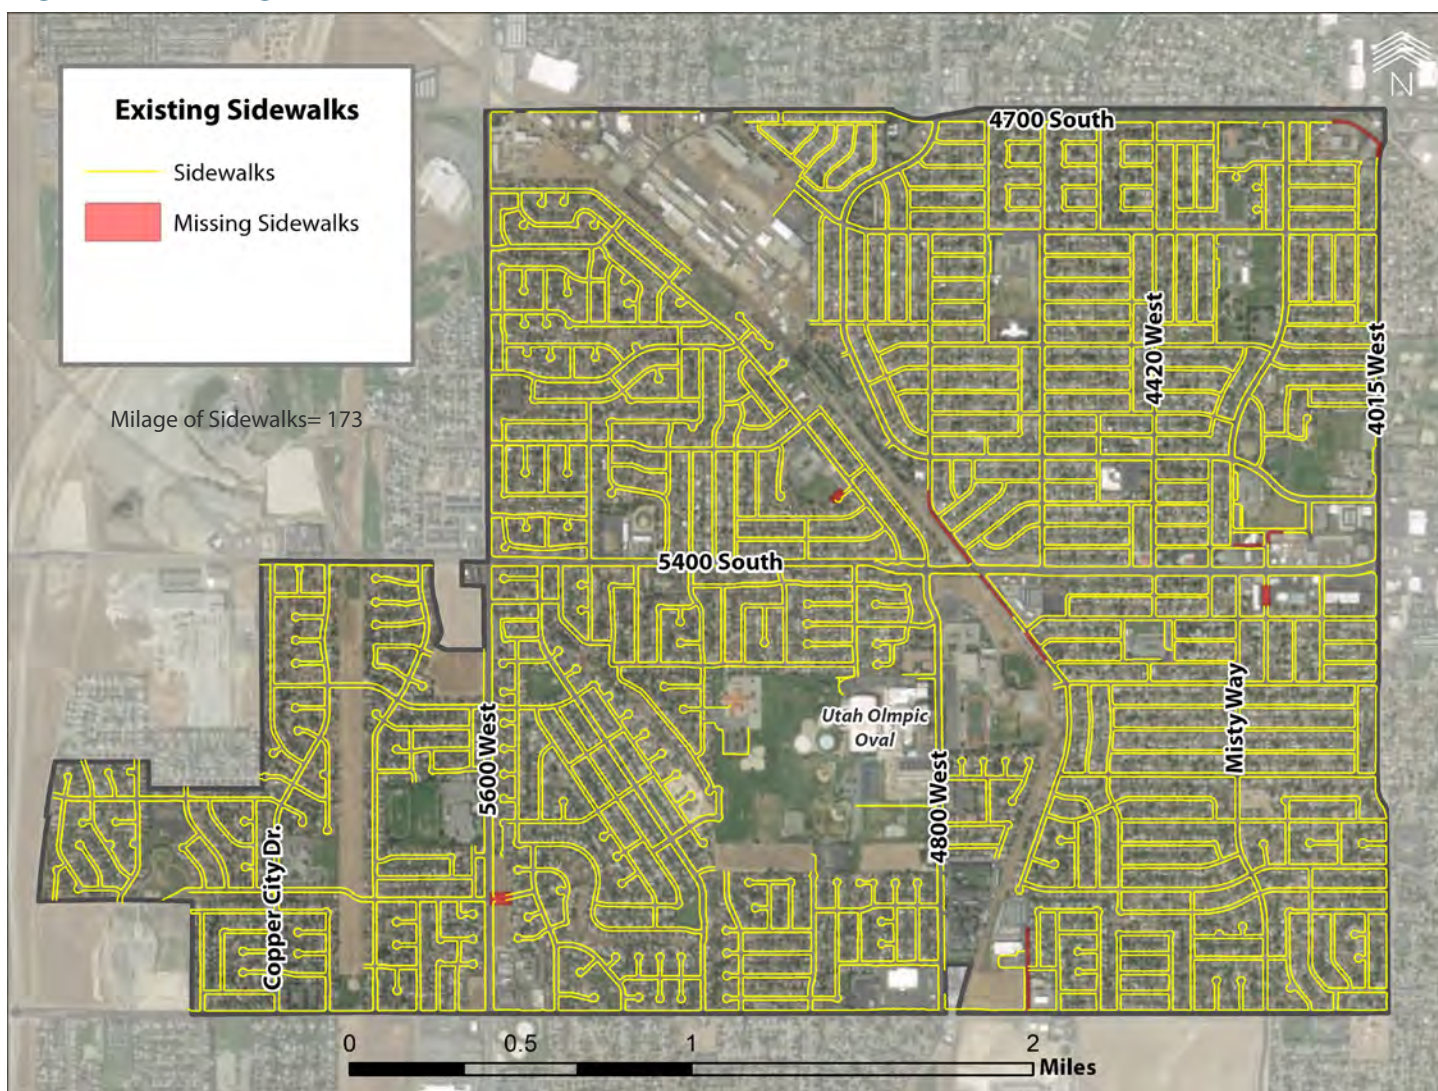 Existing Sidewalks
Sidewalks
Missing Sidewalks
Milage of Sidewalks= 173
N
4700 South
4420 West
4015 West
5400 South
Utah Olmpic
Oval
Misty Way
5600 West
4800 West
Copper City Dr.
0
0.5
1
2
Miles